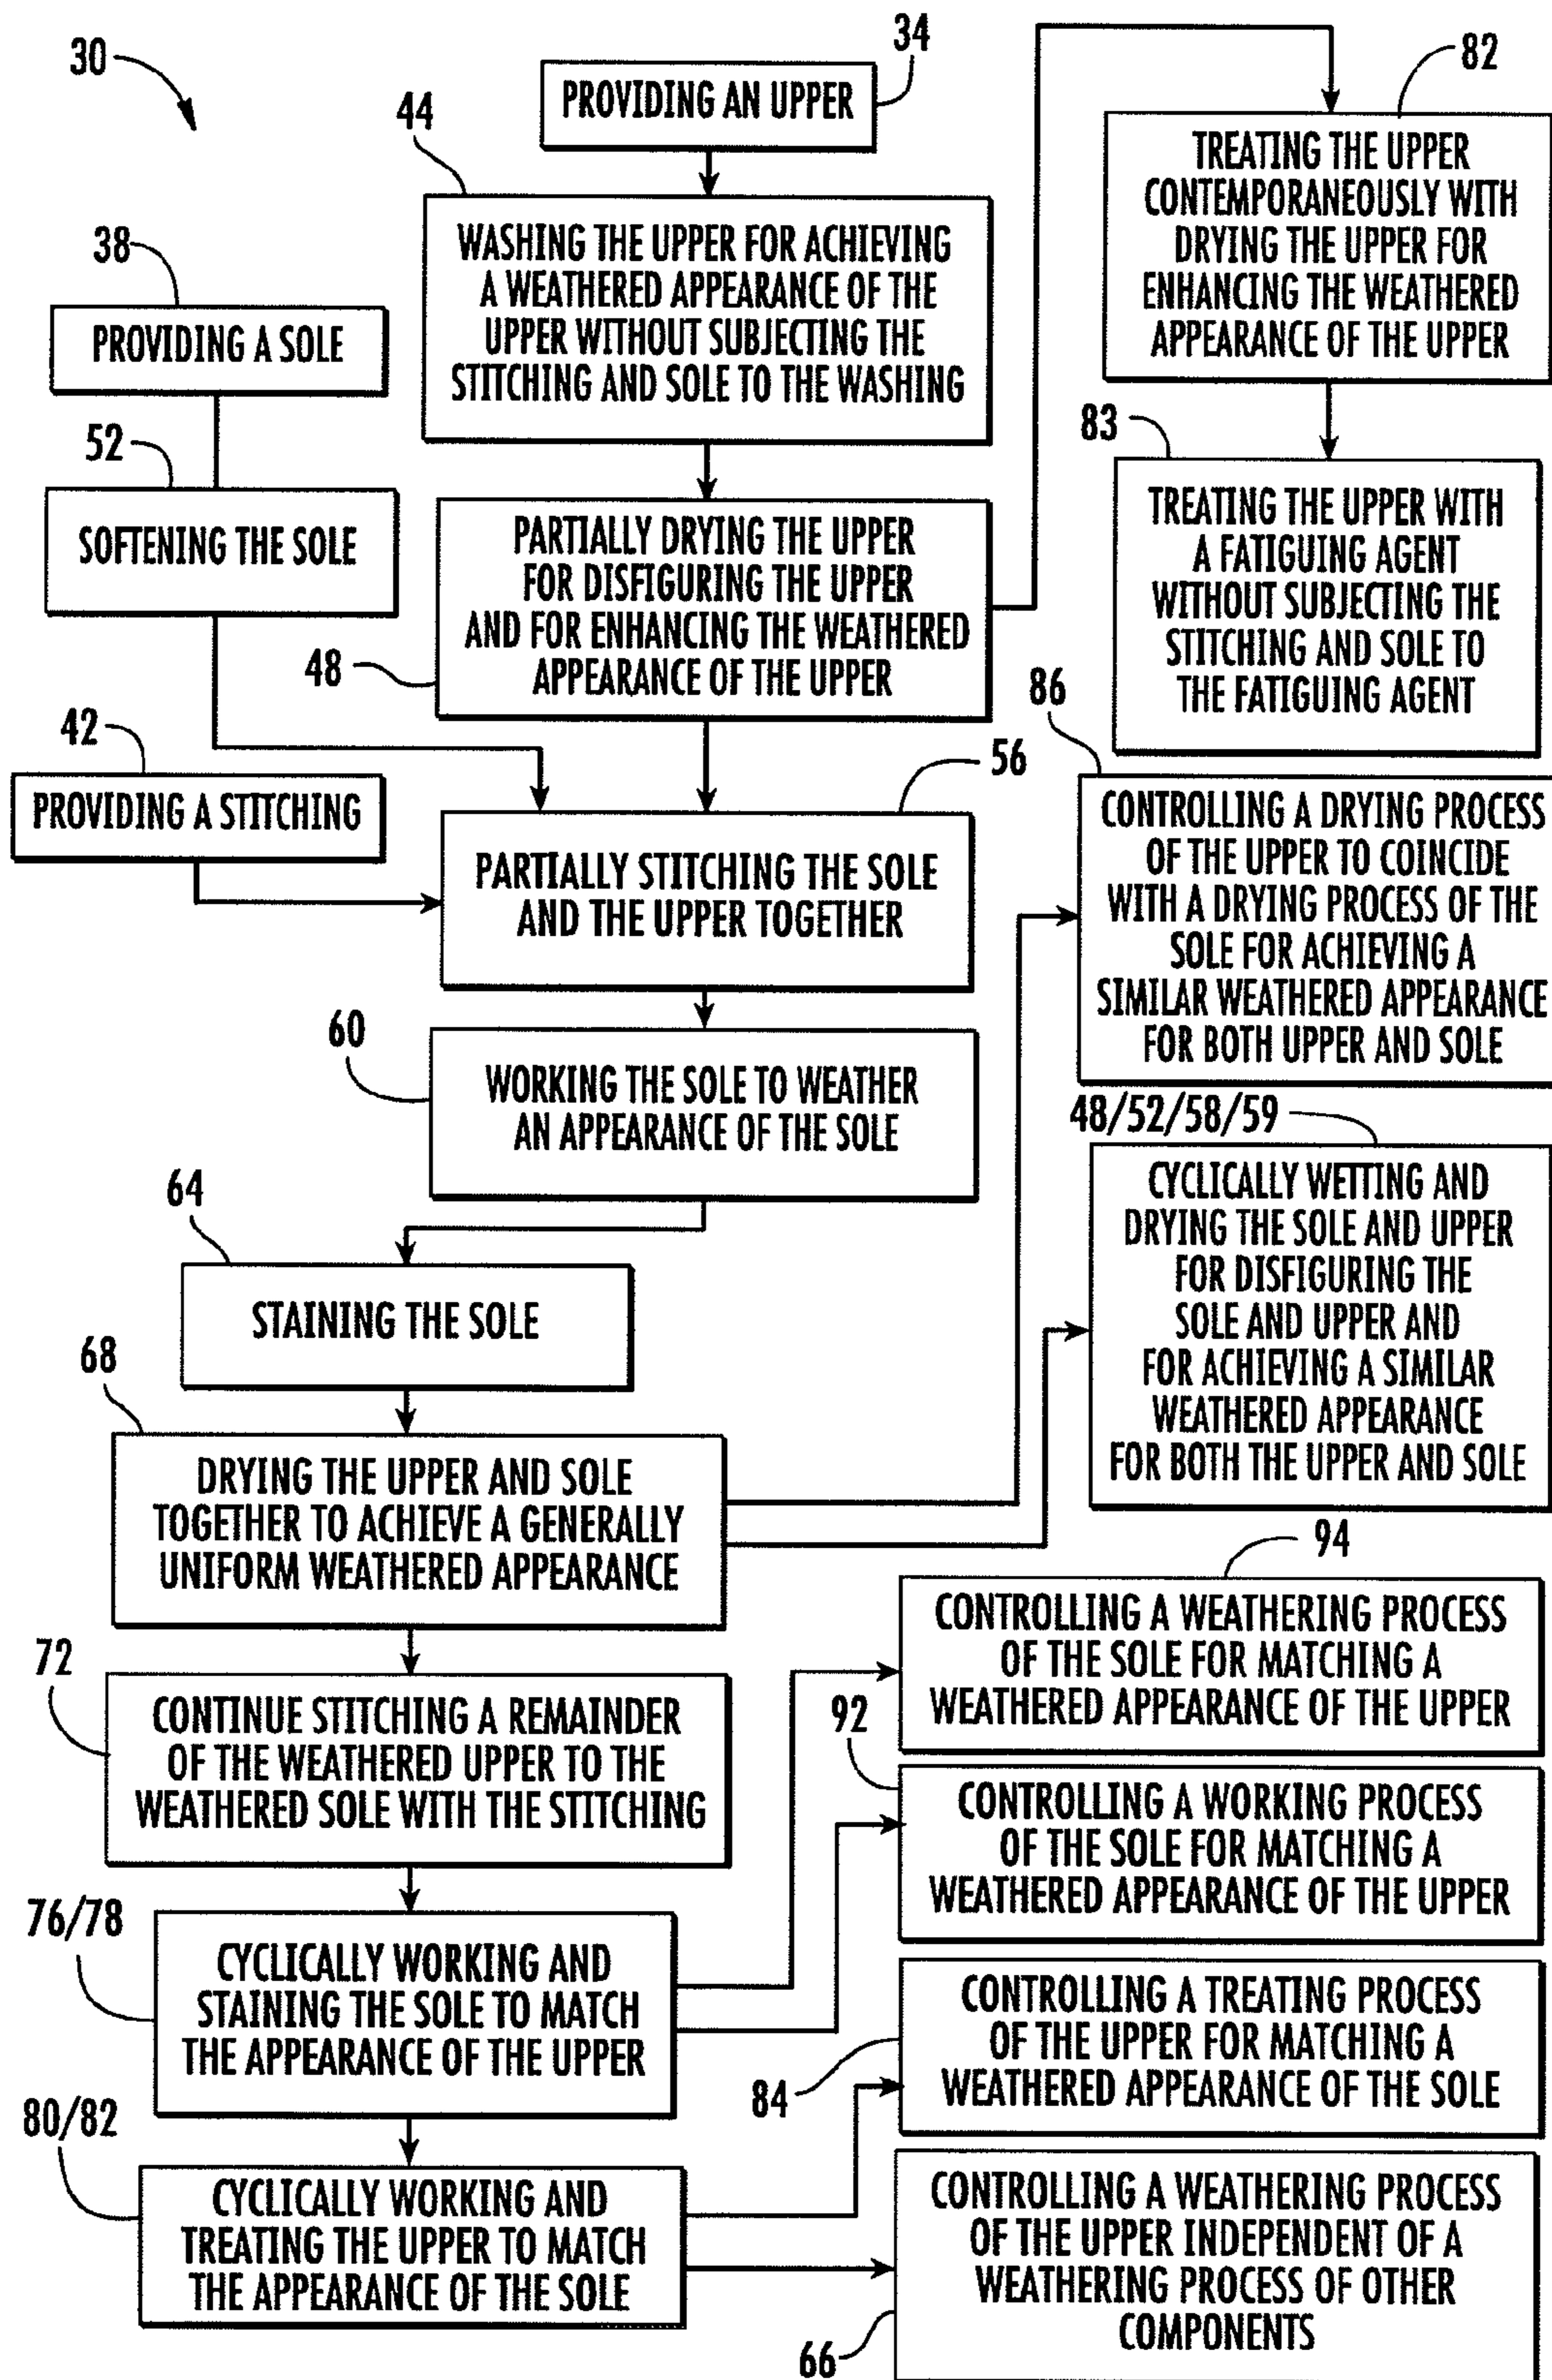 30
34
PROVIDING AN UPPER
44
WASHING THE UPPER FOR ACHIEVING
A WEATHERED APPEARANCE OF THE
UPPER WITHOUT SUBJECTING THE
STITCHING AND SOLE TO THE WASHING
82
TREATING THE UPPER
CONTEMPORANEOUSLY WITH
DRYING THE UPPER FOR
ENHANCING THE WEATHERED
APPEARANCE OF THE UPPER
38
PROVIDING A SOLE
52
SOFTENING THE SOLE
PARTIALLY DRYING THE UPPER
FOR DISFIGURING THE UPPER
AND FOR ENHANCING THE WEATHERED
APPEARANCE OF THE UPPER
48
83
TREATING THE UPPER WITH
A FATIGUING AGENT
WITHOUT SUBJECTING THE
STITCHING AND SOLE TO
THE FATIGUING AGENT
42
PROVIDING A STITCHING
56
PARTIALLY STITCHING THE SOLE
AND THE UPPER TOGETHER
86
CONTROLLING A DRYING PROCESS
OF THE UPPER TO COINCIDE
WITH A DRYING PROCESS OF THE
SOLE FOR ACHIEVING A
SIMILAR WEATHERED APPEARANCE
FOR BOTH UPPER AND SOLE
60
WORKING THE SOLE TO WEATHER
AN APPEARANCE OF THE SOLE
48/52/58/59
CYCLICALLY WETTING AND
DRYING THE SOLE AND UPPER
FOR DISFIGURING THE
SOLE AND UPPER AND
FOR ACHIEVING A SIMILAR
WEATHERED APPEARANCE
FOR BOTH THE UPPER AND SOLE
64
STAINING THE SOLE
68
DRYING THE UPPER AND SOLE
TOGETHER TO ACHIEVE A GENERALLY
UNIFORM WEATHERED APPEARANCE
94
CONTROLLING A WEATHERING PROCESS
OF THE SOLE FOR MATCHING A
WEATHERED APPEARANCE OF THE UPPER
72
CONTINUE STITCHING A REMAINDER
OF THE WEATHERED UPPER TO THE
WEATHERED SOLE WITH THE STITCHING
92
CONTROLLING A WORKING PROCESS
OF THE SOLE FOR MATCHING A
WEATHERED APPEARANCE OF THE UPPER
76/78
CYCLICALLY WORKING AND
STAINING THE SOLE TO MATCH
THE APPEARANCE OF THE UPPER
84
CONTROLLING A TREATING PROCESS
OF THE UPPER FOR MATCHING A
WEATHERED APPEARANCE OF THE SOLE
80/82
CYCLICALLY WORKING AND
TREATING THE UPPER TO MATCH
THE APPEARANCE OF THE SOLE
CONTROLLING A WEATHERING PROCESS
OF THE UPPER INDEPENDENT OF A
WEATHERING PROCESS OF OTHER
COMPONENTS
66